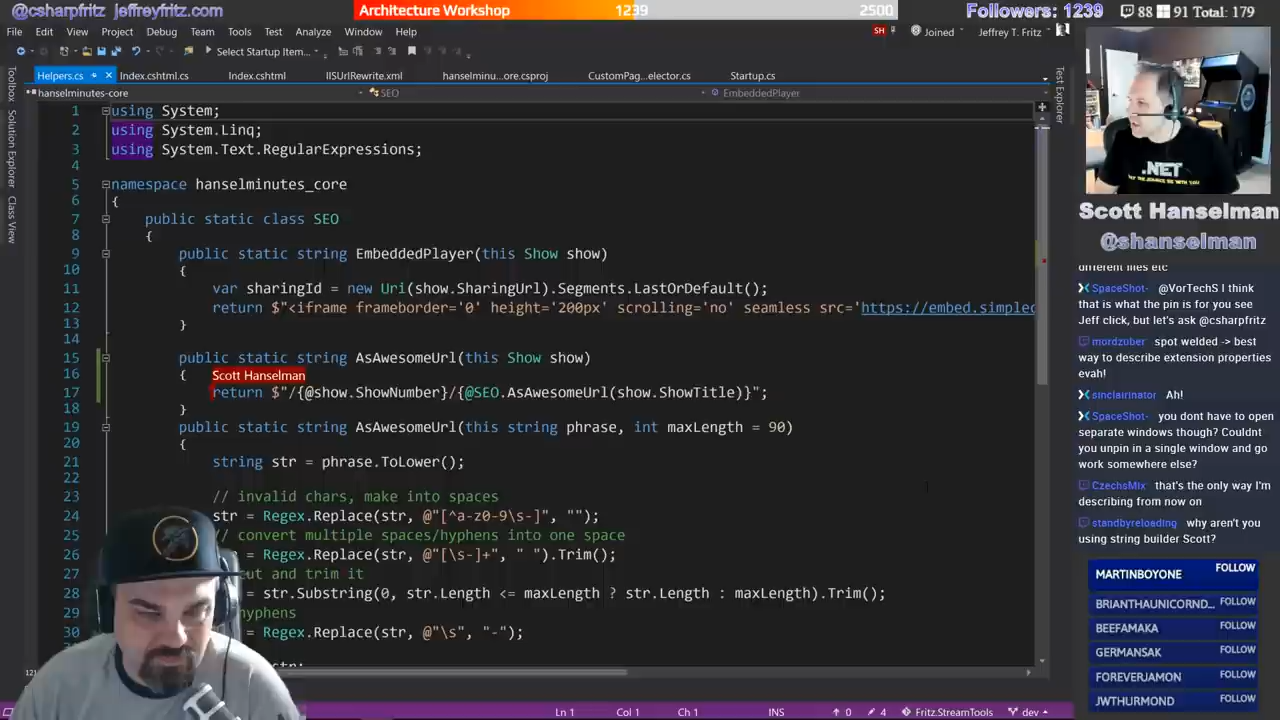 @csharpfritz jeffreyfritz.com
Architecture Workshop 1239 2500
Followers: 1239 88 91 Total: 179
File Edit View Project Debug Team Tools Test Analyze Window Help
SH Joined Jeffrey T. Fritz
Select Startup Item...
Helpers.cs Index.cshtml.cs Index.cshtml IISUrlRewrite.xml hanselminu...ore.csproj CustomPag...elector.cs Startup.cs
hanselminutes-core SEO EmbeddedPlayer
Toolbox
Solution Explorer
Class View
Test Explorer
1 using System;
2 using System.Linq;
3 using System.Text.RegularExpressions;
4
5 namespace hanselminutes_core
6 {
7 public static class SEO
8 {
9 public static string EmbeddedPlayer(this Show show)
10 {
11 var sharingId = new Uri(show.SharingUrl).Segments.LastOrDefault();
12 return $"<iframe frameborder='0' height='200px' scrolling='no' seamless src='https://embed.simplec
13 }
14
15 public static string AsAwesomeUrl(this Show show)
16 { Scott Hanselman
17 return $"/{@show.ShowNumber}/{@SEO.AsAwesomeUrl(show.ShowTitle)}";
18 }
19 public static string AsAwesomeUrl(this string phrase, int maxLength = 90)
20 {
21 string str = phrase.ToLower();
22
23 // invalid chars, make into spaces
24 str = Regex.Replace(str, @"[^a-z0-9\s-]", "");
25 // convert multiple spaces/hyphens into one space
26 = Regex.Replace(str, @"[\s-]+", " ").Trim();
27 cut and trim it
28 = str.Substring(0, str.Length <= maxLength ? str.Length : maxLength).Trim();
29 hyphens
30 = Regex.Replace(str, @"\s", "-");
str;
.NET
Scott Hanselman
@shanselman
different files etc
SpaceShot- @VorTechS I think
that is what the pin is for you see
Jeff click, but let's ask @csharpfritz
mordzober spot welded -> best
way to describe extension properties
evah!
sinclairinator Ah!
SpaceShot- you dont have to open
separate windows though? Couldnt
you unpin in a single window and go
work somewhere else?
CzechsMix that's the only way I'm
describing from now on
standbyreloading why aren't you
using string builder Scott?
MARTINBOYONE FOLLOW
BRIANTHAUNICORND... FOLLOW
BEEFAMAKA FOLLOW
GERMANSAK FOLLOW
FOREVERJAMON FOLLOW
JWTHURMOND FOLLOW
Ln 1 Col 1 Ch 1 INS 0 4 Fritz.StreamTools dev